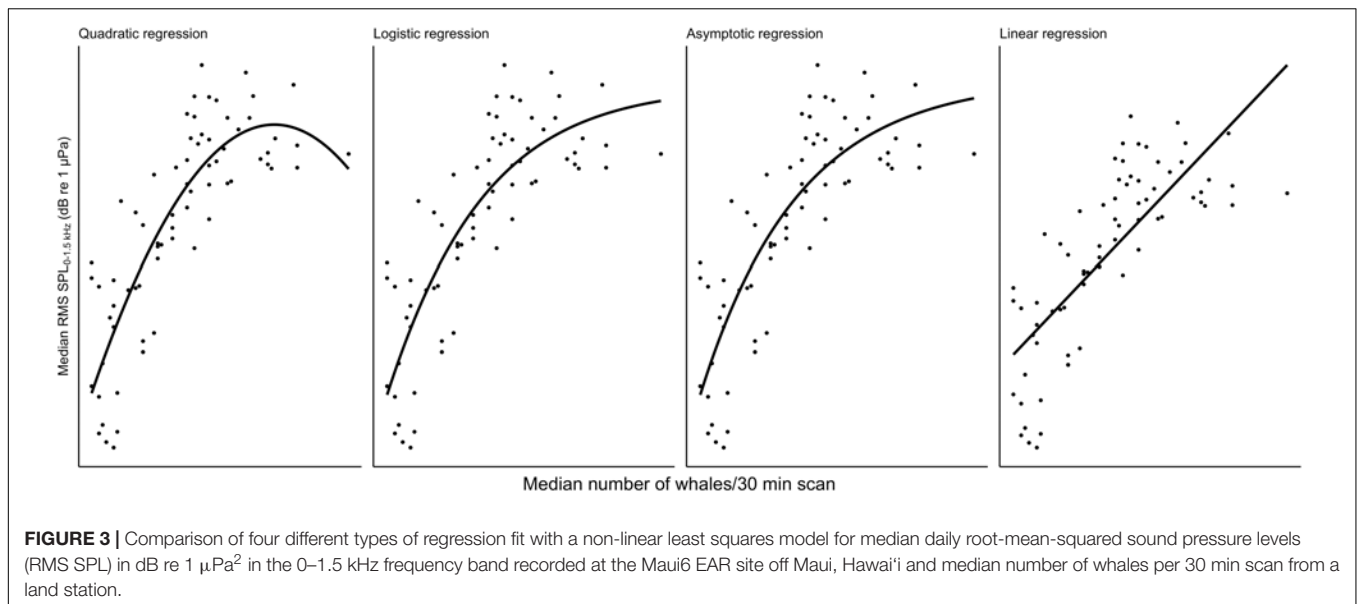 Quadratic regression
Logistic regression
Asymptotic regression
Linear regression
Median RMS SPL0-1.5 kHz (dB re 1 µPa)
Median number of whales/30 min scan
FIGURE 3 | Comparison of four different types of regression fit with a non-linear least squares model for median daily root-mean-squared sound pressure levels
(RMS SPL) in dB re 1 µPa² in the 0–1.5 kHz frequency band recorded at the Maui6 EAR site off Maui, Hawai‘i and median number of whales per 30 min scan from a
land station.